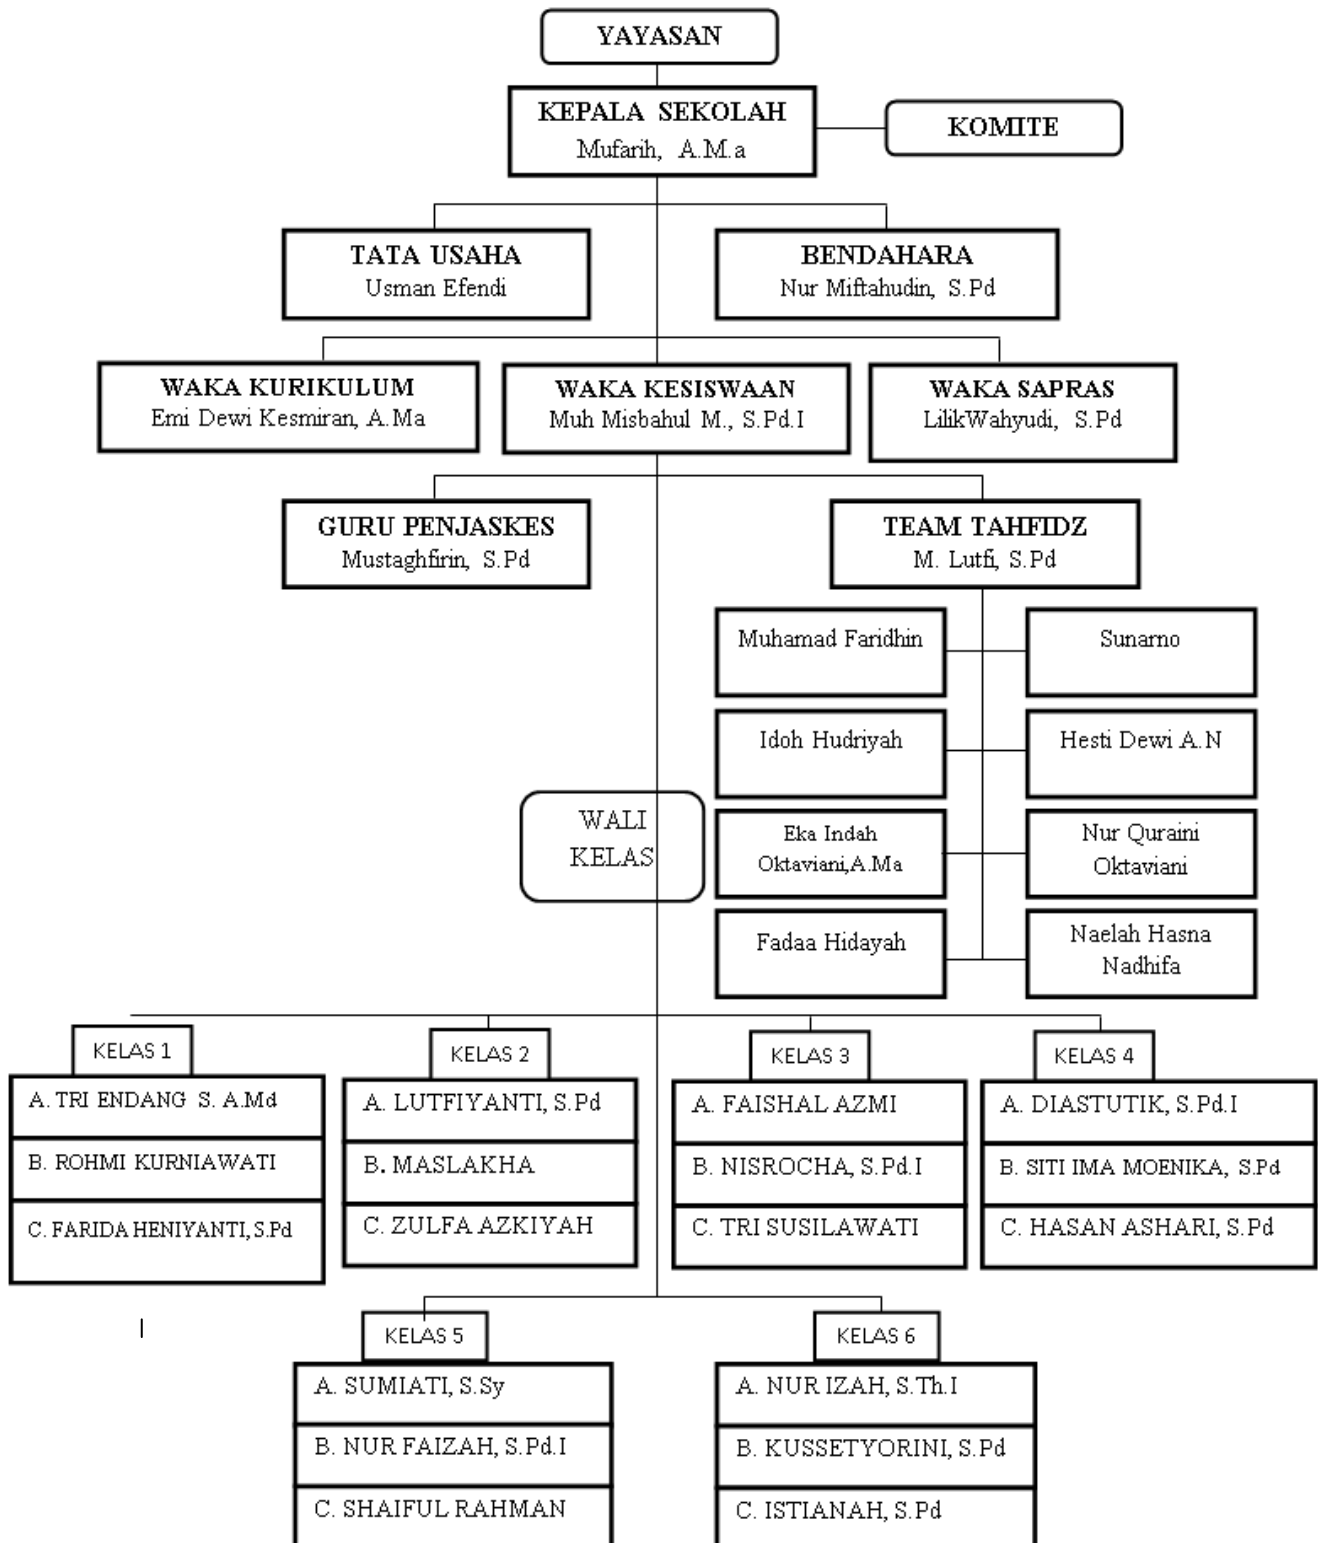 YAYASAN
KEPALA SEKOLAH
Mufarih, A.M.a
KOMITE
TATA USAHA
Usman Efendi
BENDAHARA
Nur Miftahudin, S.Pd
WAKA KURIKULUM
Emi Dewi Kesmiran, A.Ma
WAKA KESISWAAN
Muh Misbahul M., S.Pd.I
WAKA SAPRAS
LilikWahyudi, S.Pd
GURU PENJASKES
Mustaghfirin, S.Pd
TEAM TAHFIDZ
M. Lutfi, S.Pd
Muhamad Faridhin
Sunarno
Idoh Hudriyah
Hesti Dewi A.N
Eka Indah
Oktaviani,A.Ma
Nur Quraini
Oktaviani
Fadaa Hidayah
Naelah Hasna
Nadhifa
WALI
KELAS
KELAS 1
A. TRI ENDANG S. A.Md
B. ROHMI KURNIAWATI
C. FARIDA HENIYANTI, S.Pd
KELAS 2
A. LUTFIYANTI, S.Pd
B. MASLAKHA
C. ZULFA AZKIYAH
KELAS 3
A. FAISHAL AZMI
B. NISROCHA, S.Pd.I
C. TRI SUSILAWATI
KELAS 4
A. DIASTUTIK, S.Pd.I
B. SITI IMA MOENIKA, S.Pd
C. HASAN ASHARI, S.Pd
KELAS 5
A. SUMIATI, S.Sy
B. NUR FAIZAH, S.Pd.I
C. SHAIFUL RAHMAN
KELAS 6
A. NUR IZAH, S.Th.I
B. KUSSETYORINI, S.Pd
C. ISTIANAH, S.Pd